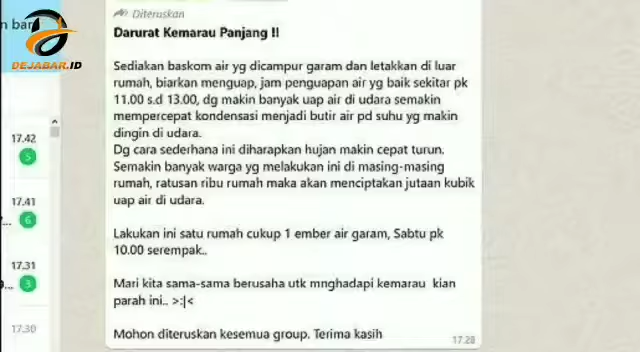 Diteruskan
n bar
DEJABAR.ID
Darurat Kemarau Panjang !!
Sediakan baskom air yg dicampur garam dan letakkan di luar
rumah, biarkan menguap, jam penguapan air yg baik sekitar pk
11.00 s.d 13.00, dg makin banyak uap air di udara semakin
mempercepat kondensasi menjadi butir air pd suhu yg makin
dingin di udara.
Dg cara sederhana ini diharapkan hujan makin cepat turun.
Semakin banyak warga yg melakukan ini di masing-masing
rumah, ratusan ribu rumah maka akan menciptakan jutaan kubik
uap air di udara.
Lakukan ini satu rumah cukup 1 ember air garam, Sabtu pk
10.00 serempak..
Mari kita sama-sama berusaha utk mnghadapi kemarau kian
parah ini.. >:|<
Mohon diteruskan kesemua group. Terima kasih
17.28
17.42
5
17.41
6
17.31
3
17.30